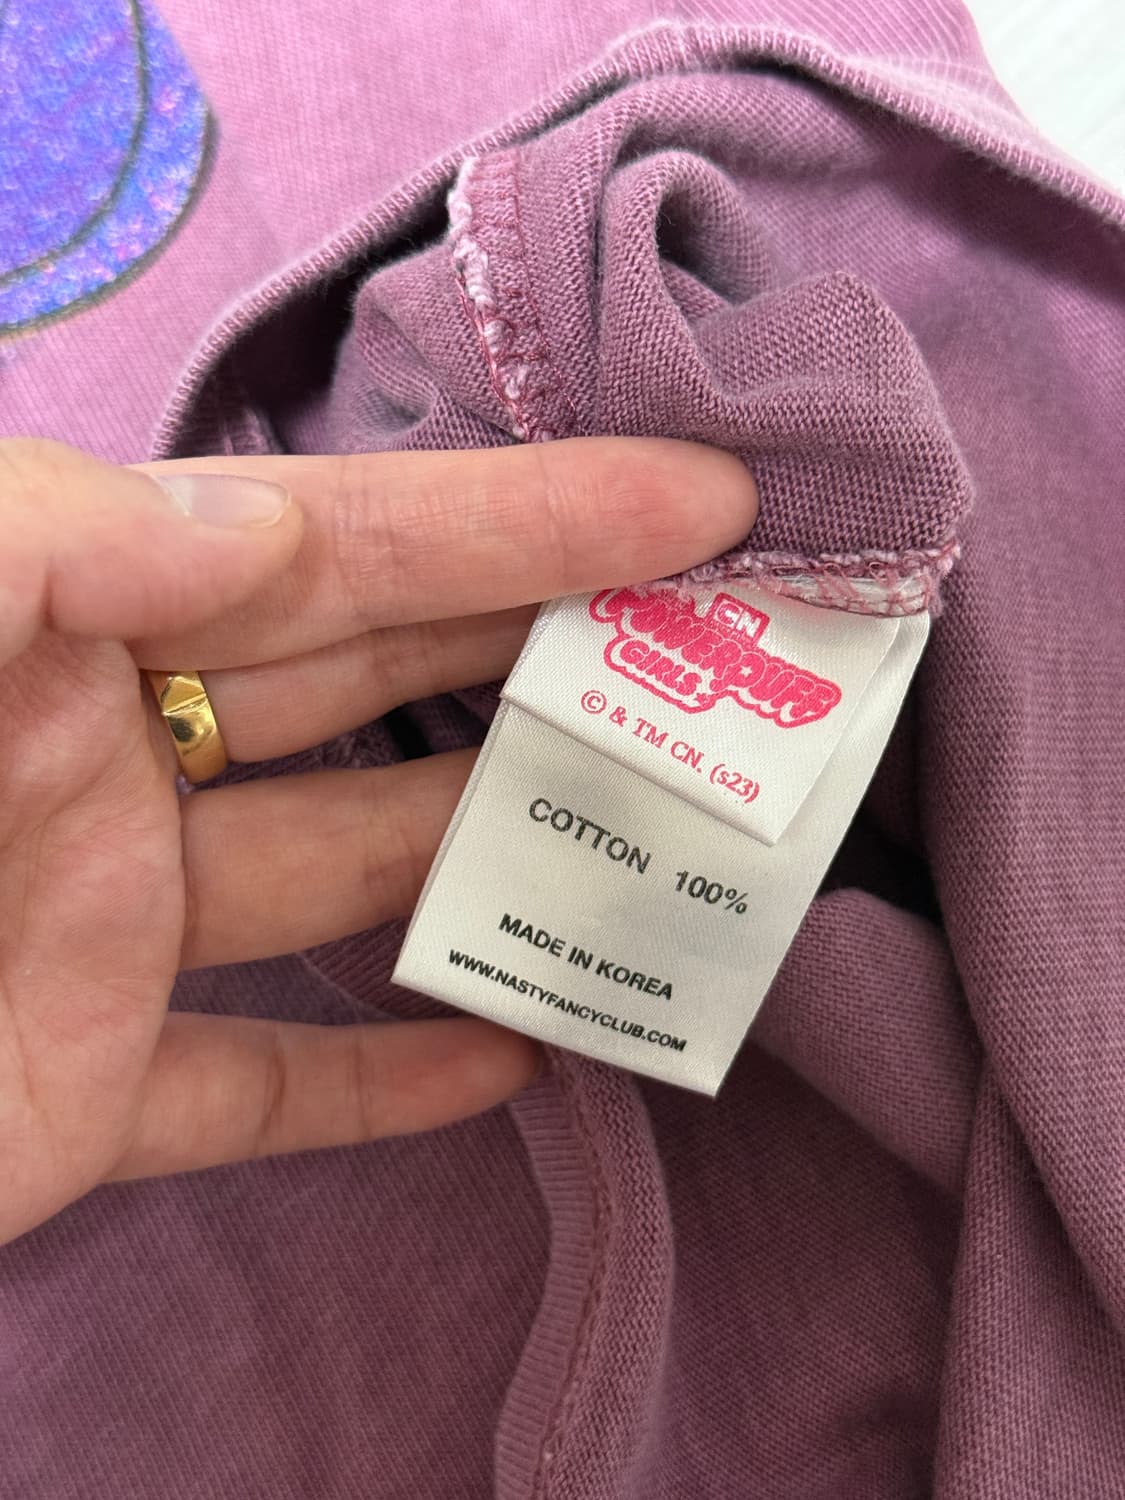 CN
POWERPUFF
GIRLS
© & TM CN. (s23)
COTTON 100%
MADE IN KOREA
WWW.NASTYFANCYCLUB.COM